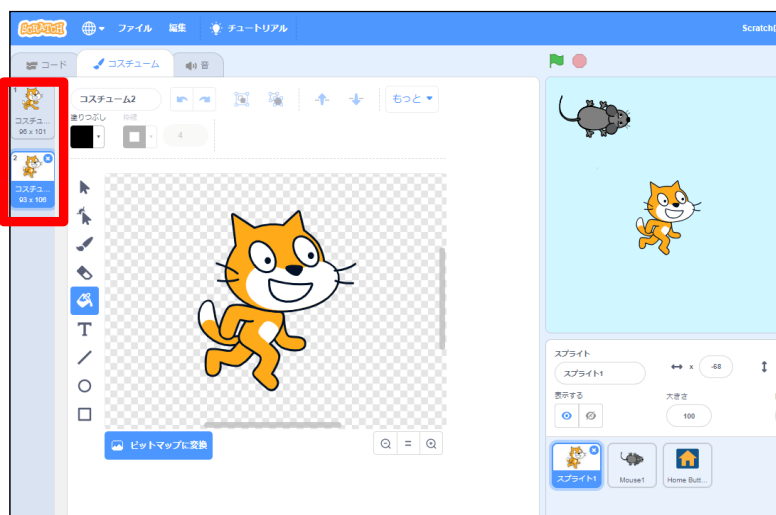 SCRATCH ファイル 編集 チュートリアル Scratch
コード コスチューム 音
1
コスチュ...
96 x 101
2
コスチュ...
93 x 106
コスチューム2
もっと
塗りつぶし 枠線
4
T
ビットマップに変換
スプライト
スプライト1
x -68
表示する 大きさ
100
スプライト1 Mouse1 Home Butt...